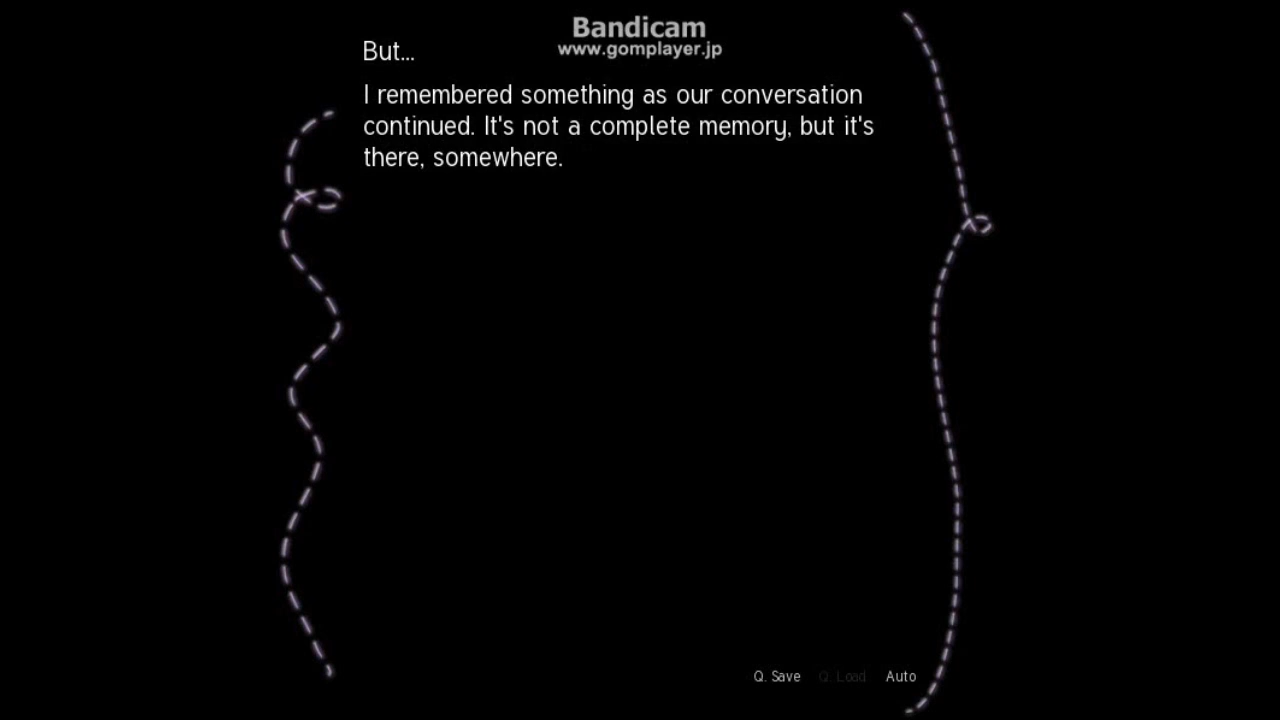 Bandicam
www.gomplayer.jp
But...
I remembered something as our conversation
continued. It's not a complete memory, but it's
there, somewhere.
Q. Save Q. Load Auto